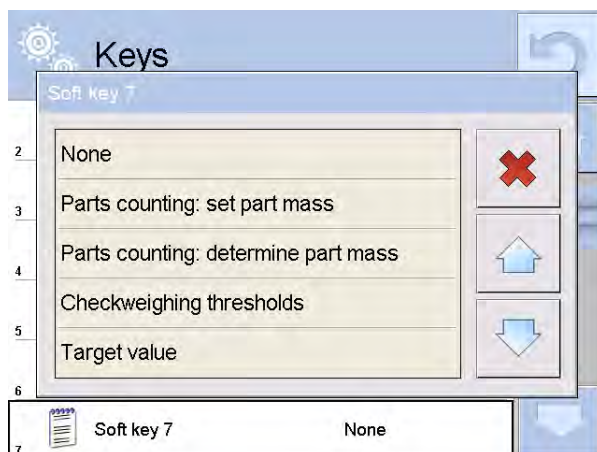 Keys
Soft key 7
2
None
3
Parts counting: set part mass
4
Parts counting: determine part mass
5
Checkweighing thresholds
6
Target value
7
Soft key 7 None